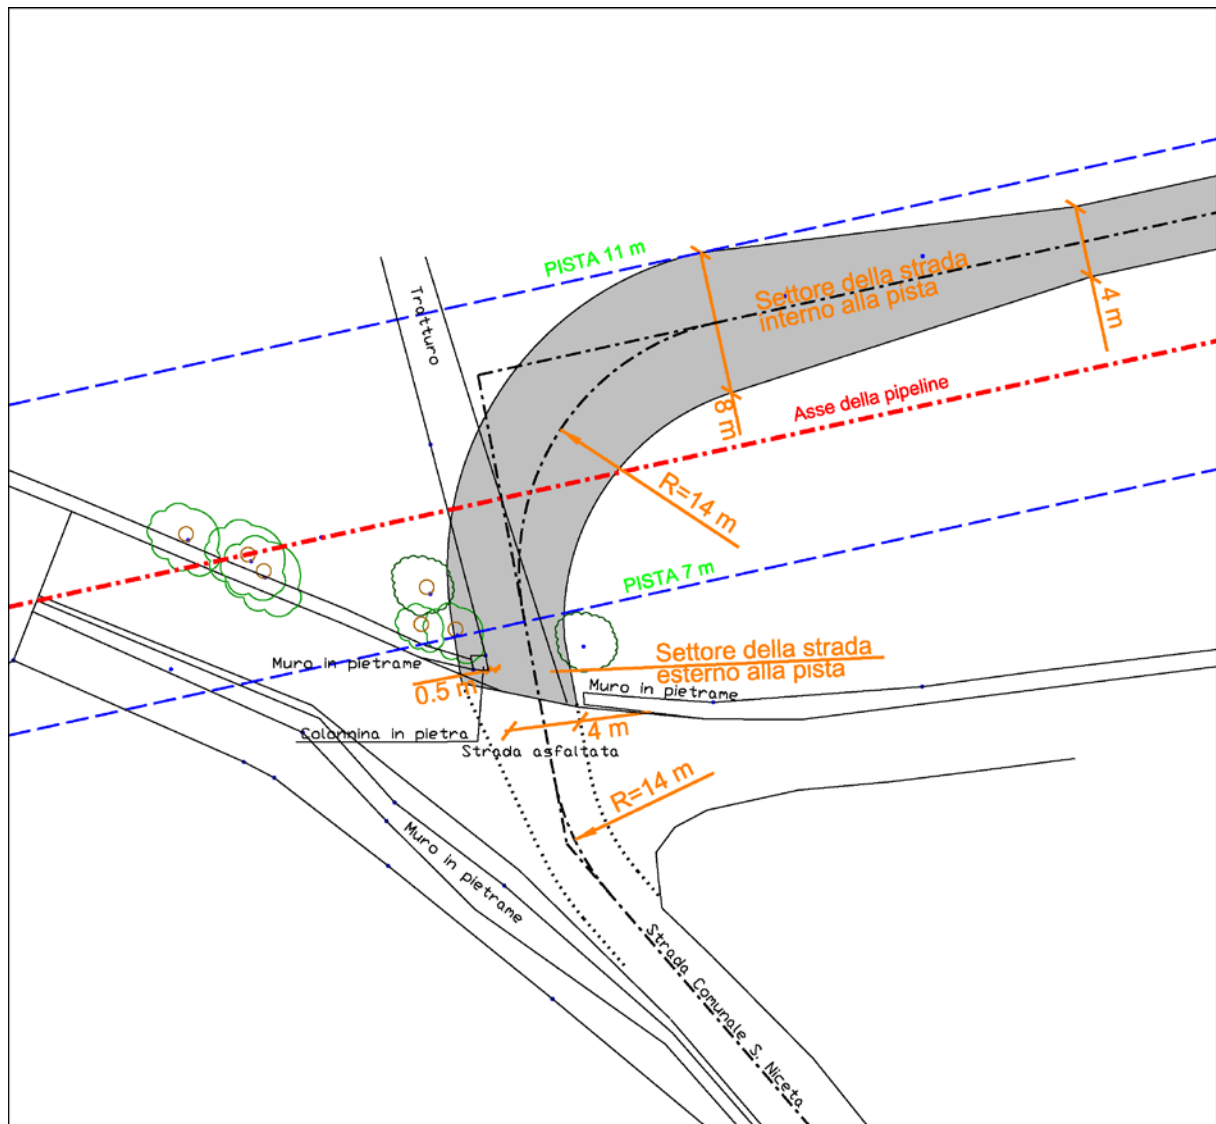 PISTA 11 m
Tratturo
Settore della strada
interno alla pista
4 m
8 m
Asse della pipeline
R=14 m
PISTA 7 m
Muro in pietrame
0.5 m
Settore della strada
esterno alla pista
Muro in pietrame
Colonnina in pietra
4 m
Strada asfaltata
R=14 m
Muro in pietrame
Strada Comunale S. Niceta